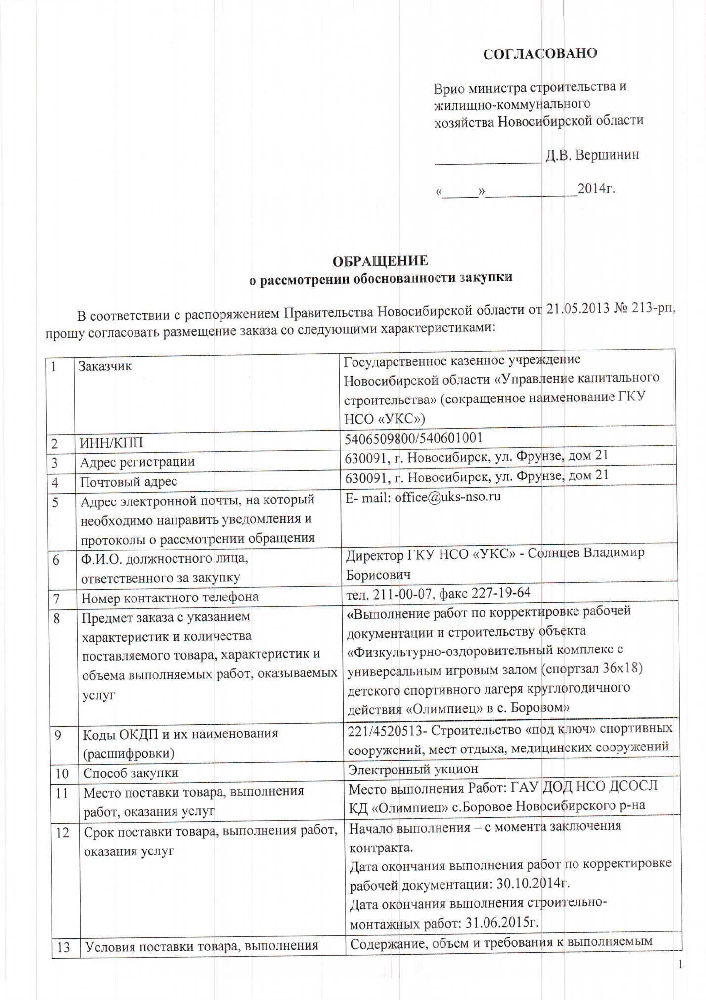 СОГЛАСОВАНО
Врио министра строительства и
жилищно-коммунального
хозяйства Новосибирской области
_______________ Д.В. Вершинин
«_____»_____________2014г.
ОБРАЩЕНИЕ
о рассмотрении обоснованности закупки
В соответствии с распоряжением Правительства Новосибирской области от 21.05.2013 № 213-рп,
прошу согласовать размещение заказа со следующими характеристиками:
1 Заказчик
Государственное казенное учреждение
Новосибирской области «Управление капитального
строительства» (сокращенное наименование ГКУ
НСО «УКС»)
2 ИНН/КПП
5406509800/540601001
3 Адрес регистрации
630091, г. Новосибирск, ул. Фрунзе, дом 21
4 Почтовый адрес
630091, г. Новосибирск, ул. Фрунзе, дом 21
5 Адрес электронной почты, на который
необходимо направить уведомления и
протоколы о рассмотрении обращения
E- mail: office@uks-nso.ru
6 Ф.И.О. должностного лица,
ответственного за закупку
Директор ГКУ НСО «УКС» - Солнцев Владимир
Борисович
7 Номер контактного телефона
тел. 211-00-07, факс 227-19-64
8 Предмет заказа с указанием
характеристик и количества
поставляемого товара, характеристик и
объема выполняемых работ, оказываемых
услуг
«Выполнение работ по корректировке рабочей
документации и строительству объекта
«Физкультурно-оздоровительный комплекс с
универсальным игровым залом (спортзал 36х18)
детского спортивного лагеря круглогодичного
действия «Олимпиец» в с. Боровом»
9 Коды ОКДП и их наименования
(расшифровки)
221/4520513- Строительство «под ключ» спортивных
сооружений, мест отдыха, медицинских сооружений
10 Способ закупки
Электронный укцион
11 Место поставки товара, выполнения
работ, оказания услуг
Место выполнения Работ: ГАУ ДОД НСО ДСОСЛ
КД «Олимпиец» с.Боровое Новосибирского р-на
12 Срок поставки товара, выполнения работ,
оказания услуг
Начало выполнения – с момента заключения
контракта.
Дата окончания выполнения работ по корректировке
рабочей документации: 30.10.2014г.
Дата окончания выполнения строительно-
монтажных работ: 31.06.2015г.
13 Условия поставки товара, выполнения
Содержание, объем и требования к выполняемым
1